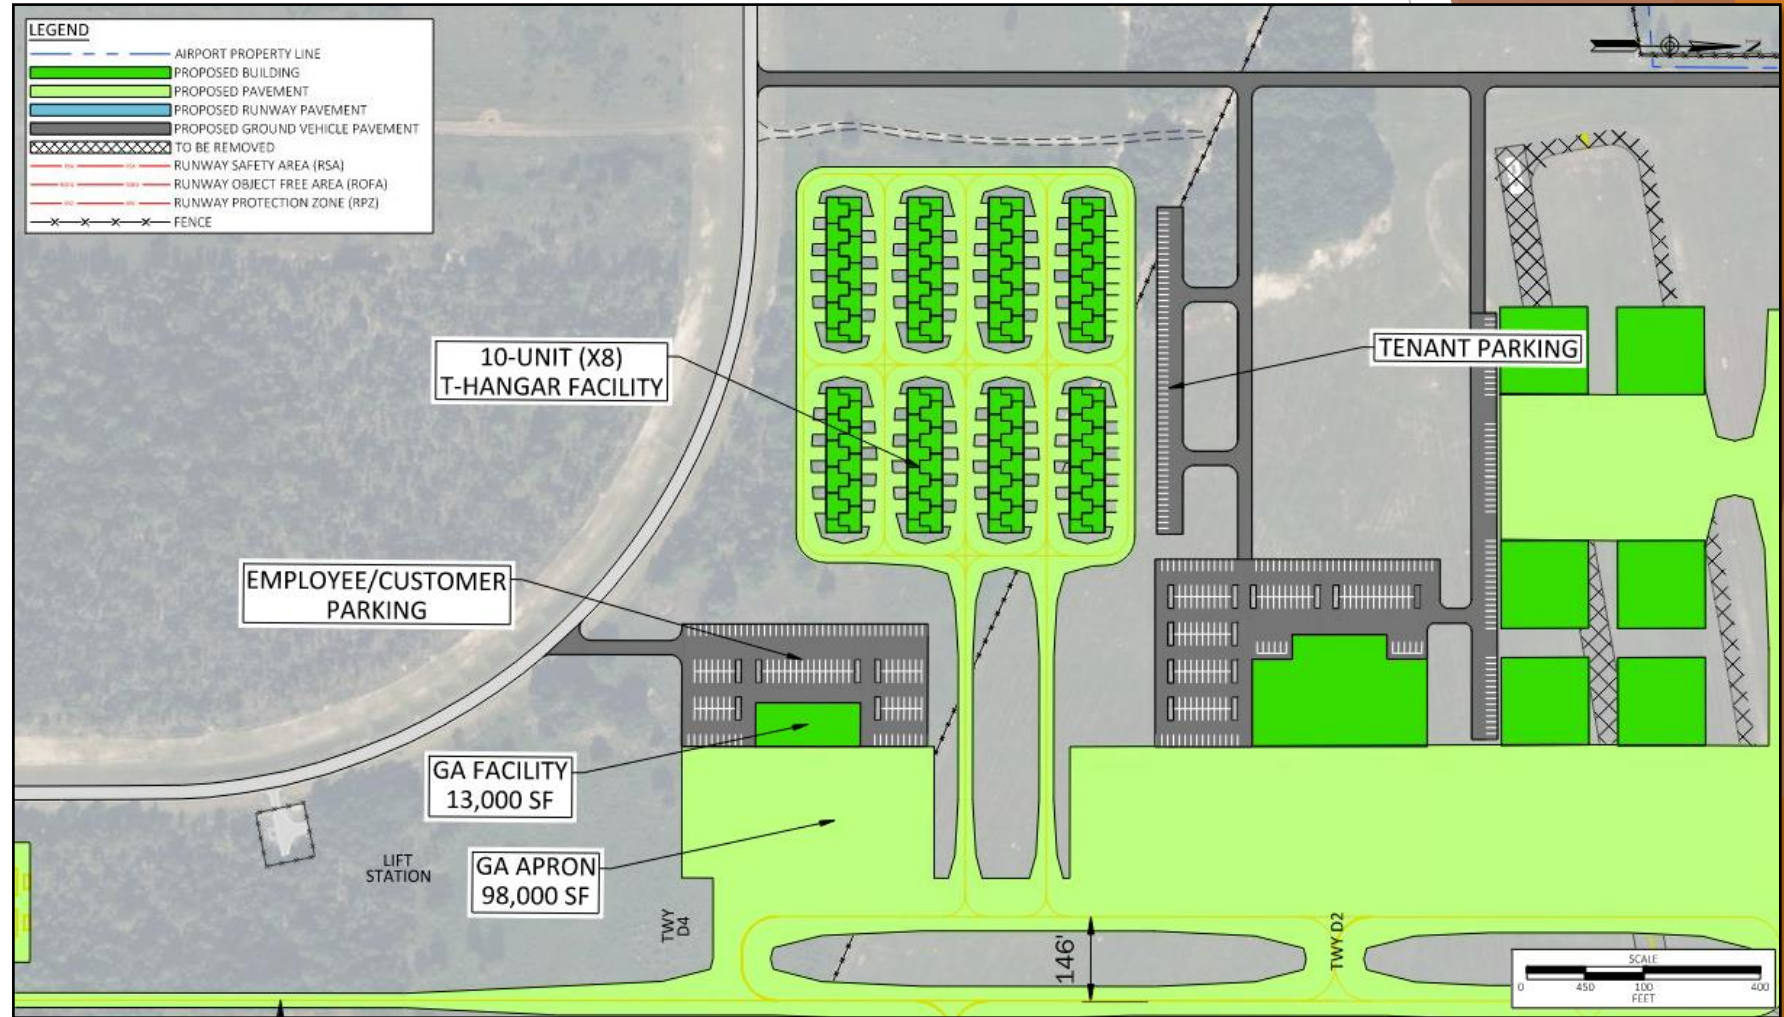 LEGEND
AIRPORT PROPERTY LINE
PROPOSED BUILDING
PROPOSED PAVEMENT
PROPOSED RUNWAY PAVEMENT
PROPOSED GROUND VEHICLE PAVEMENT
TO BE REMOVED
RUNWAY SAFETY AREA (RSA)
RUNWAY OBJECT FREE AREA (ROFA)
RUNWAY PROTECTION ZONE (RPZ)
FENCE
10-UNIT (X8)
T-HANGAR FACILITY
TENANT PARKING
EMPLOYEE/CUSTOMER
PARKING
GA FACILITY
13,000 SF
GA APRON
98,000 SF
LIFT
STATION
TWY
D4
146'
TWY D2
SCALE
0 450 100 400
FEET